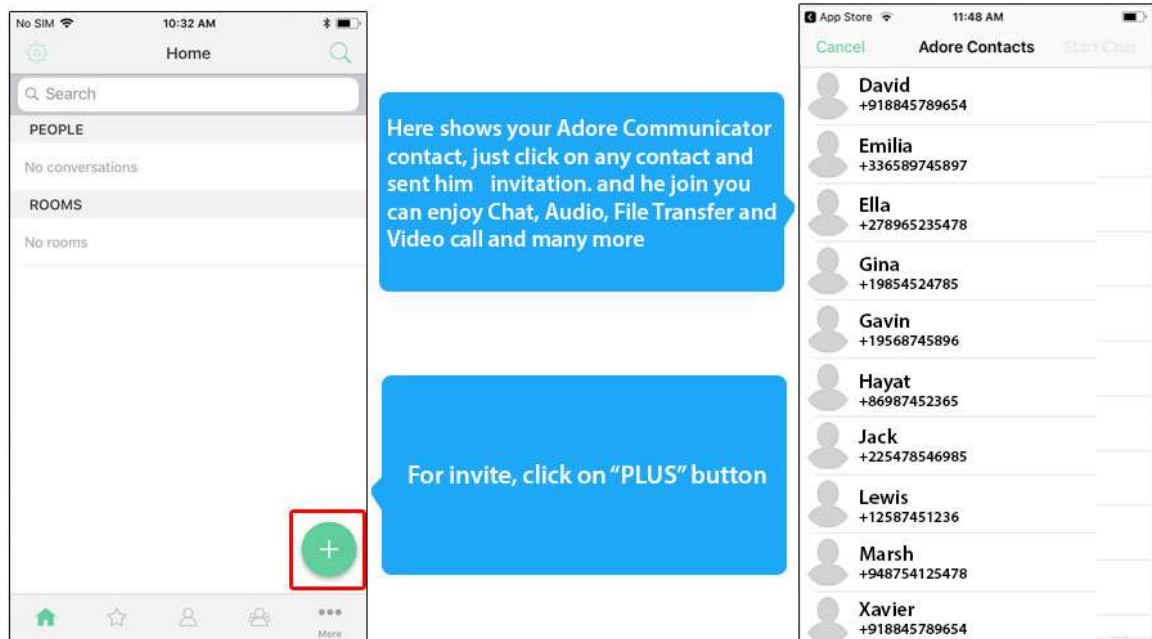 No SIM 10:32 AM
Home
Search
PEOPLE
No conversations
ROOMS
No rooms
More
Here shows your Adore Communicator
contact, just click on any contact and
sent him invitation. and he join you
can enjoy Chat, Audio, File Transfer and
Video call and many more
For invite, click on “PLUS” button
App Store 11:48 AM
Cancel Adore Contacts Start Chat
David
+918845789654
Emilia
+336589745897
Ella
+278965235478
Gina
+19854524785
Gavin
+19568745896
Hayat
+86987452365
Jack
+225478546985
Lewis
+12587451236
Marsh
+948754125478
Xavier
+918845789654